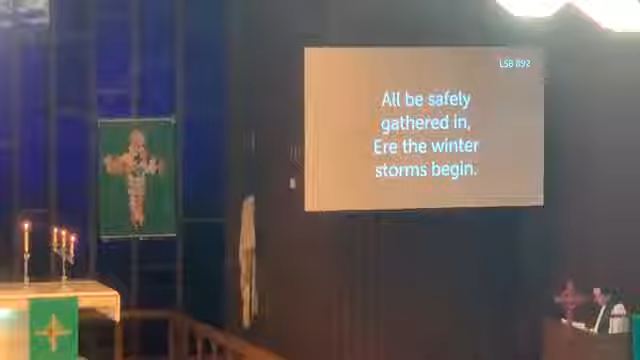 LSB 892
All be safely
gathered in,
Ere the winter
storms begin.